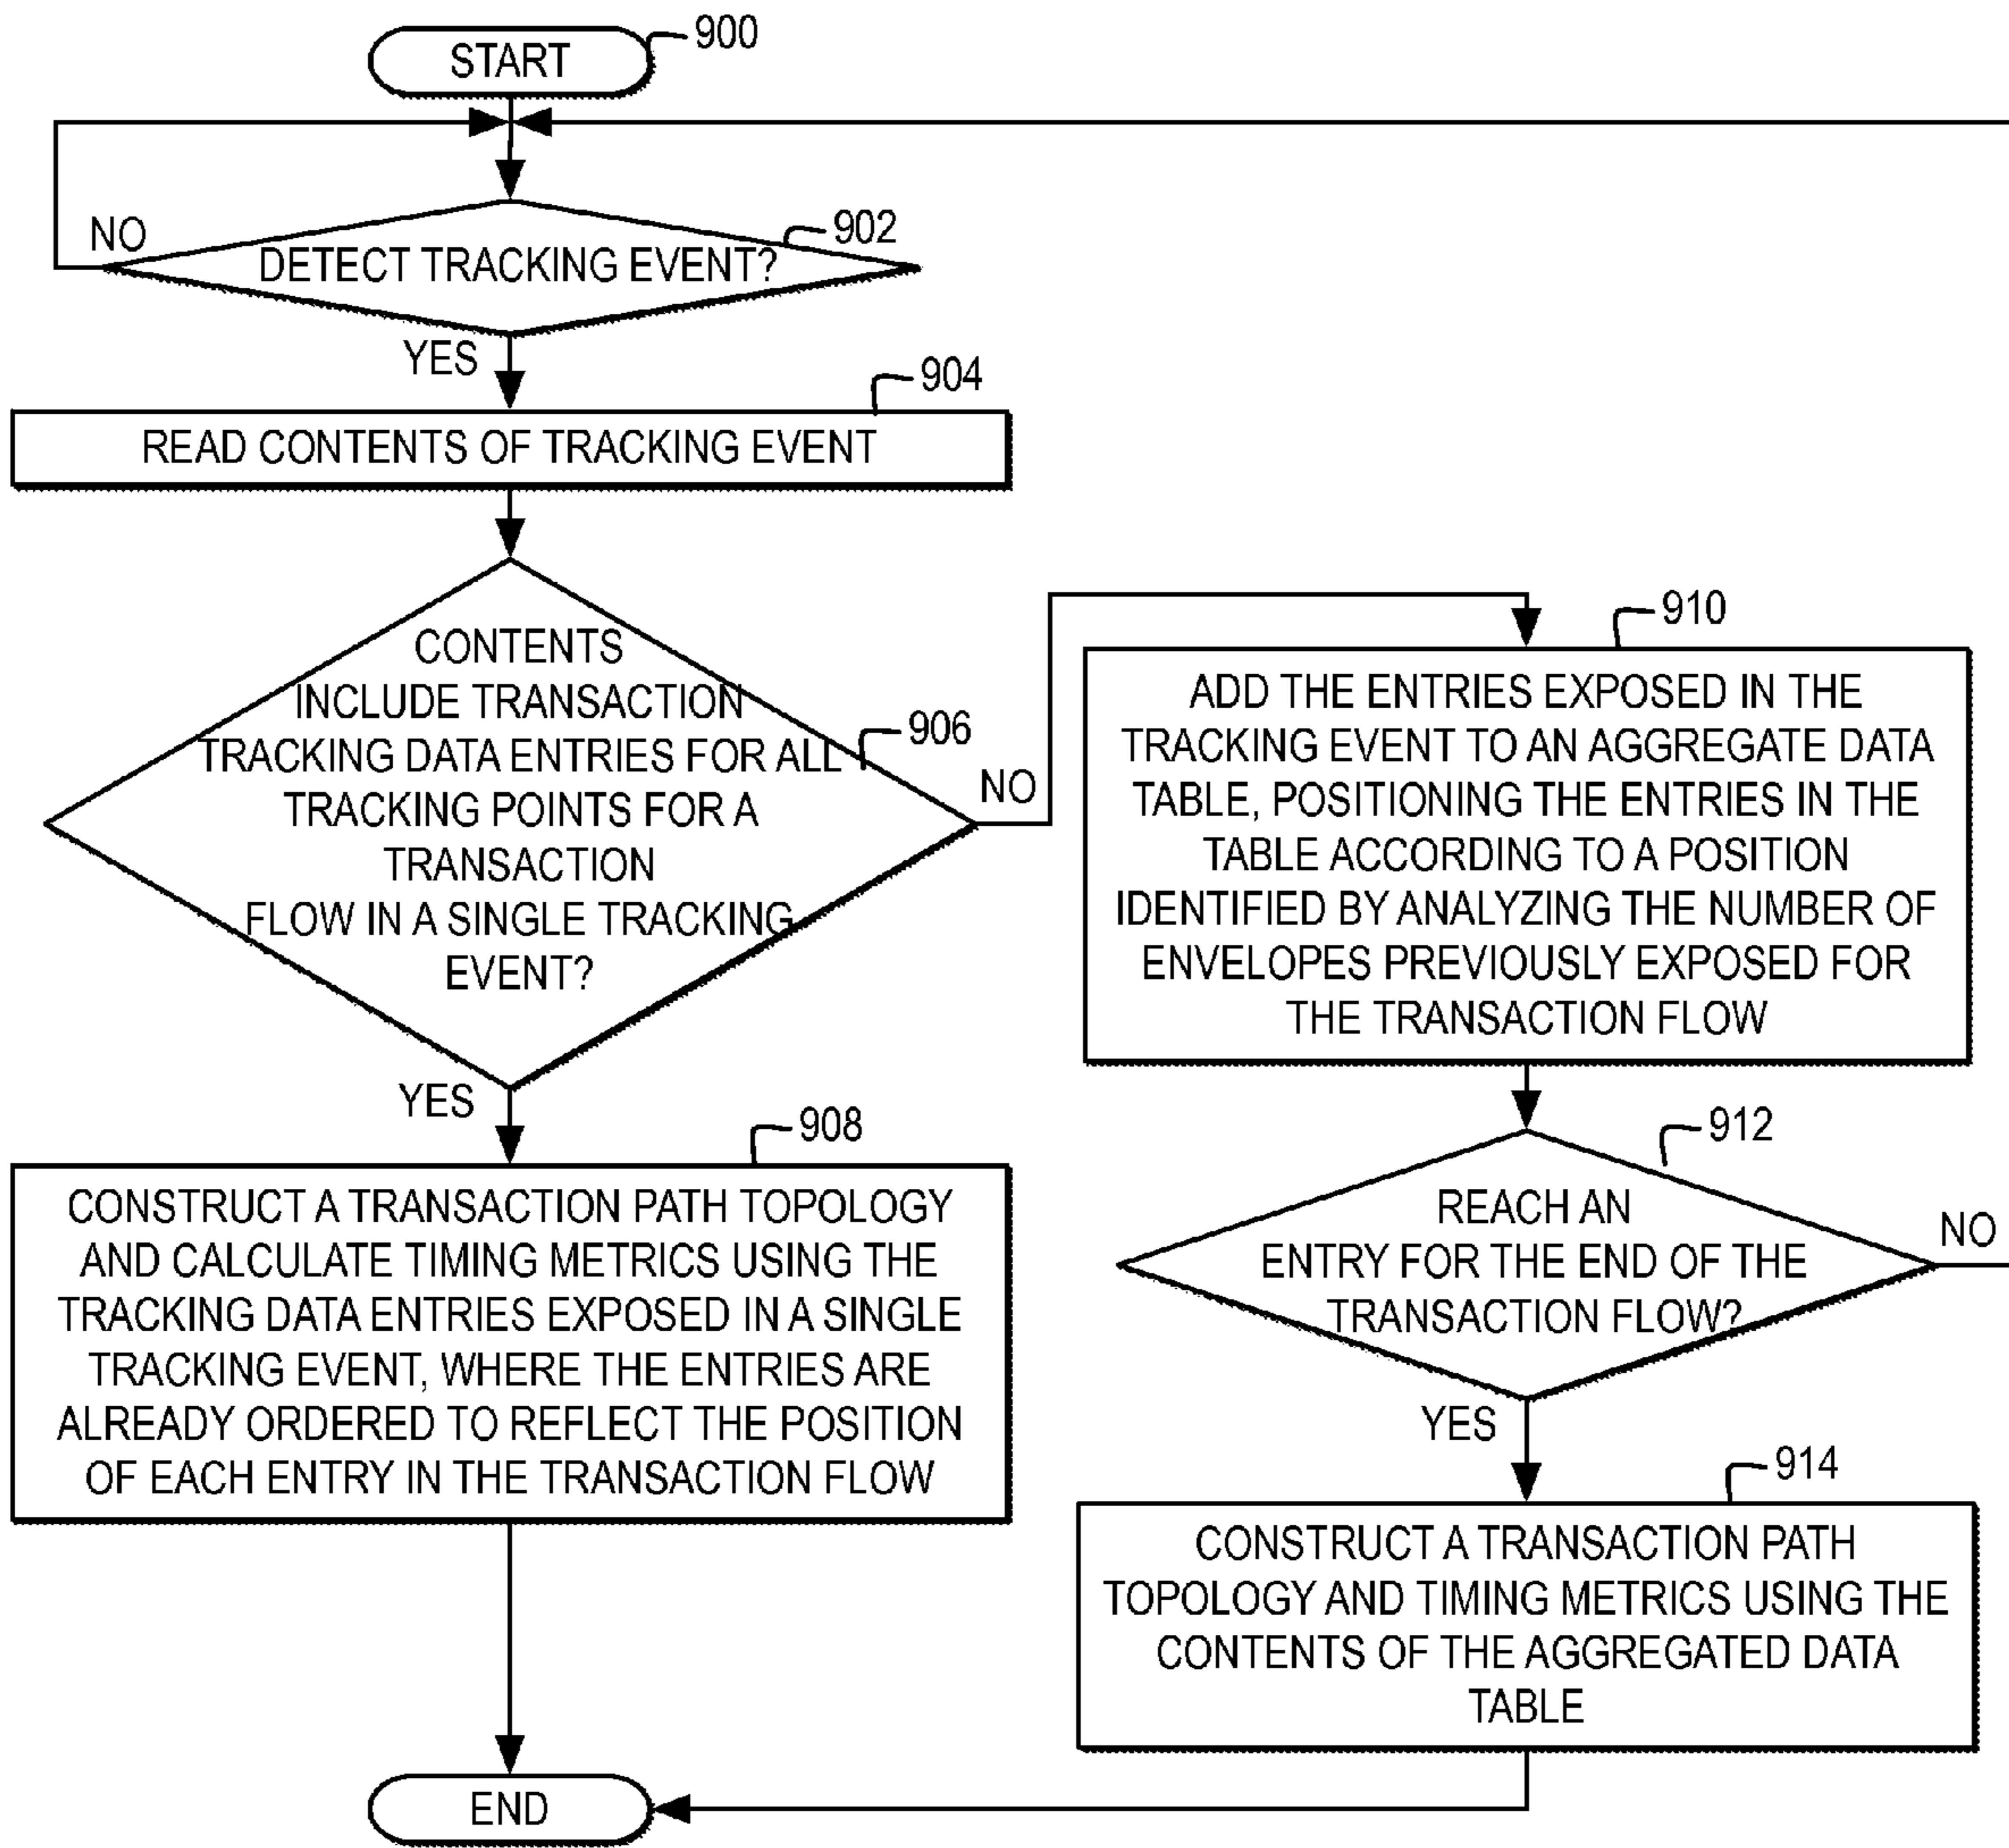 START
900
NO
902
DETECT TRACKING EVENT?
YES
904
READ CONTENTS OF TRACKING EVENT
CONTENTS
INCLUDE TRANSACTION
TRACKING DATA ENTRIES FOR ALL
TRACKING POINTS FOR A
TRANSACTION
FLOW IN A SINGLE TRACKING
EVENT?
906
NO
YES
908
CONSTRUCT A TRANSACTION PATH TOPOLOGY
AND CALCULATE TIMING METRICS USING THE
TRACKING DATA ENTRIES EXPOSED IN A SINGLE
TRACKING EVENT, WHERE THE ENTRIES ARE
ALREADY ORDERED TO REFLECT THE POSITION
OF EACH ENTRY IN THE TRANSACTION FLOW
910
ADD THE ENTRIES EXPOSED IN THE
TRACKING EVENT TO AN AGGREGATE DATA
TABLE, POSITIONING THE ENTRIES IN THE
TABLE ACCORDING TO A POSITION
IDENTIFIED BY ANALYZING THE NUMBER OF
ENVELOPES PREVIOUSLY EXPOSED FOR
THE TRANSACTION FLOW
912
REACH AN
ENTRY FOR THE END OF THE
TRANSACTION FLOW?
NO
YES
914
CONSTRUCT A TRANSACTION PATH
TOPOLOGY AND TIMING METRICS USING THE
CONTENTS OF THE AGGREGATED DATA
TABLE
END